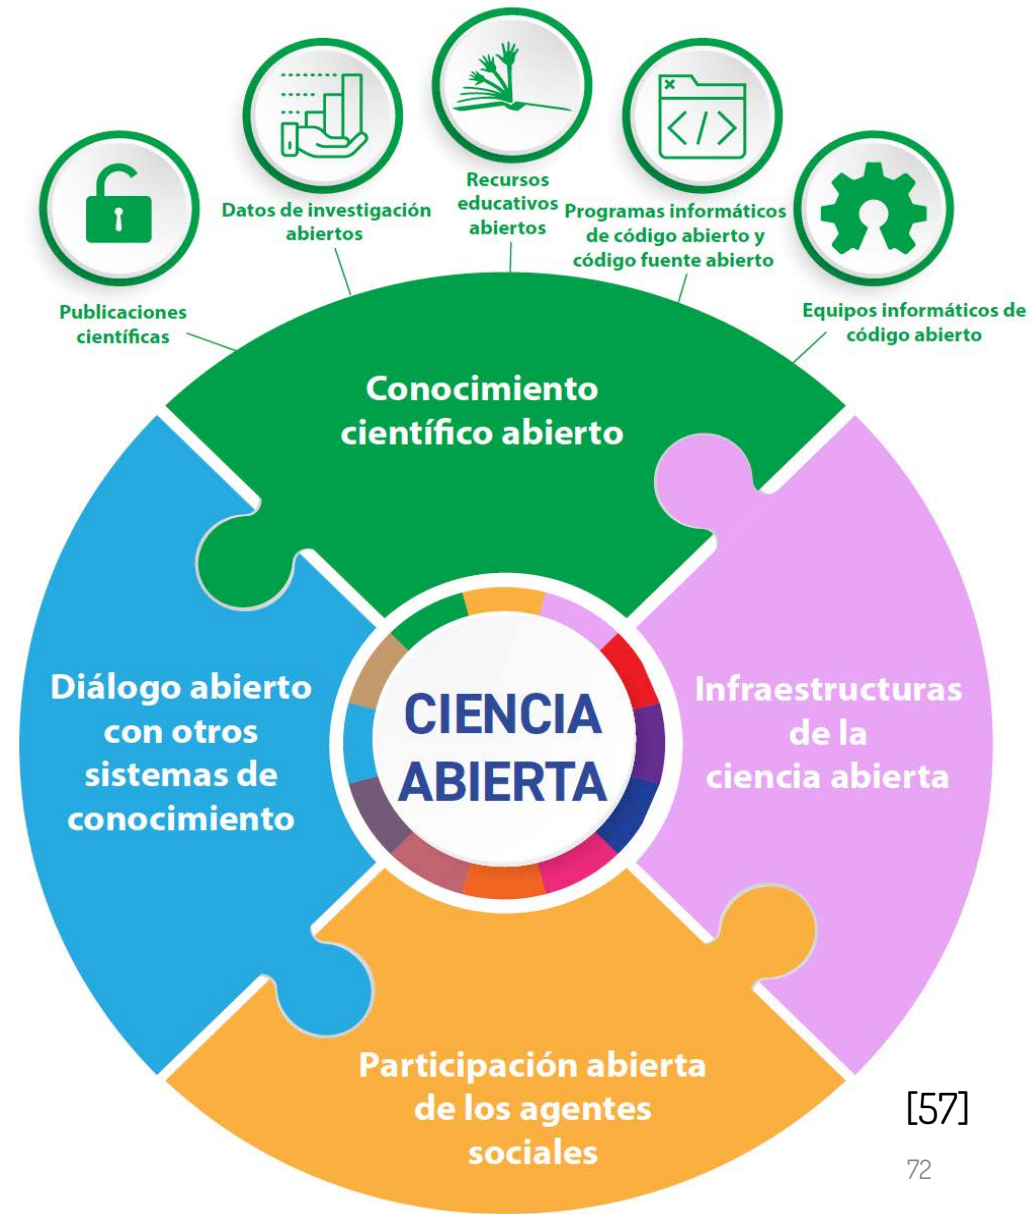 Publicaciones
científicas
Datos de investigación
abiertos
Recursos
educativos
abiertos
Programas informáticos
de código abierto y
código fuente abierto
Equipos informáticos de
código abierto
Conocimiento
científico abierto
Diálogo abierto
con otros
sistemas de
conocimiento
CIENCIA
ABIERTA
Infraestructuras
de la
ciencia abierta
Participación abierta
de los agentes
sociales
[57]
72